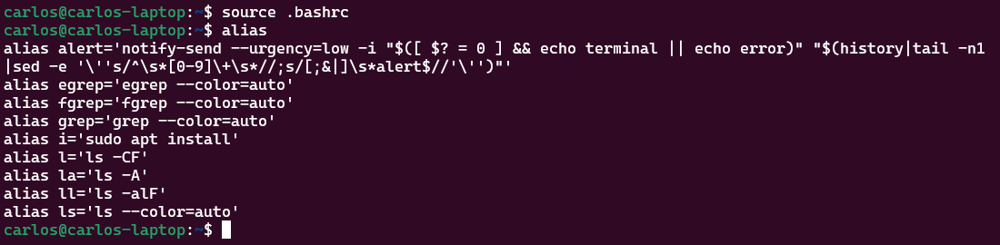 carlos@carlos-laptop:~$ source .bashrc
carlos@carlos-laptop:~$ alias
alias alert='notify-send --urgency=low -i "$([ $? = 0 ] && echo terminal || echo error)" "$(history|tail -n1
|sed -e '\''s/^\s*[0-9]\+\s*//;s/[;&|]\s*alert$//'\'')"'
alias egrep='egrep --color=auto'
alias fgrep='fgrep --color=auto'
alias grep='grep --color=auto'
alias i='sudo apt install'
alias l='ls -CF'
alias la='ls -A'
alias ll='ls -alF'
alias ls='ls --color=auto'
carlos@carlos-laptop:~$